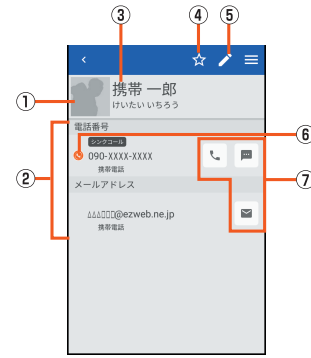 ③ ④ ⑤
①
携帯 一郎
けいたい いちろう
電話番号
シンクコール
⑥
090-XXXX-XXXX
携帯電話
② ⑦
メールアドレス
△△△□□□@ezweb.ne.jp
携帯電話